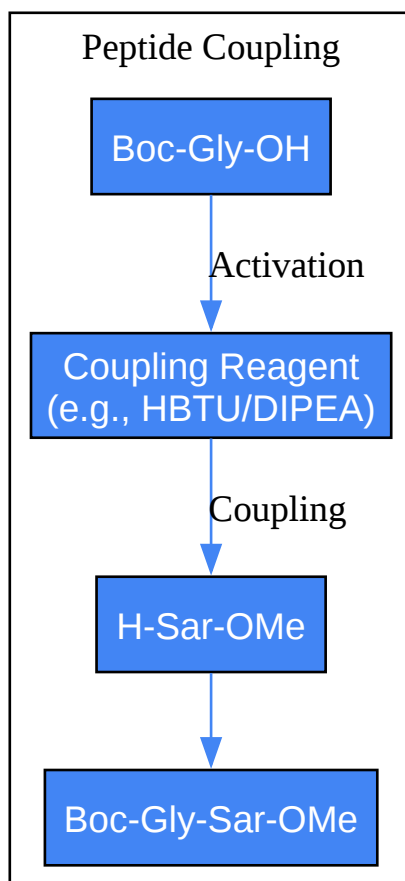 Peptide Coupling
Boc-Gly-OH
Activation
Coupling Reagent
(e.g., HBTU/DIPEA)
Coupling
H-Sar-OMe
Boc-Gly-Sar-OMe